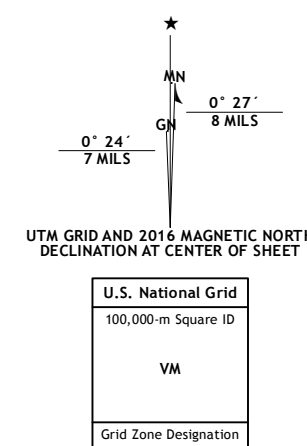 ★
MN
0° 27´
GN
8 MILS
0° 24´
7 MILS
UTM GRID AND 2016 MAGNETIC NORTH
DECLINATION AT CENTER OF SHEET
U.S. National Grid
100,000-m Square ID
VM
Grid Zone Designation